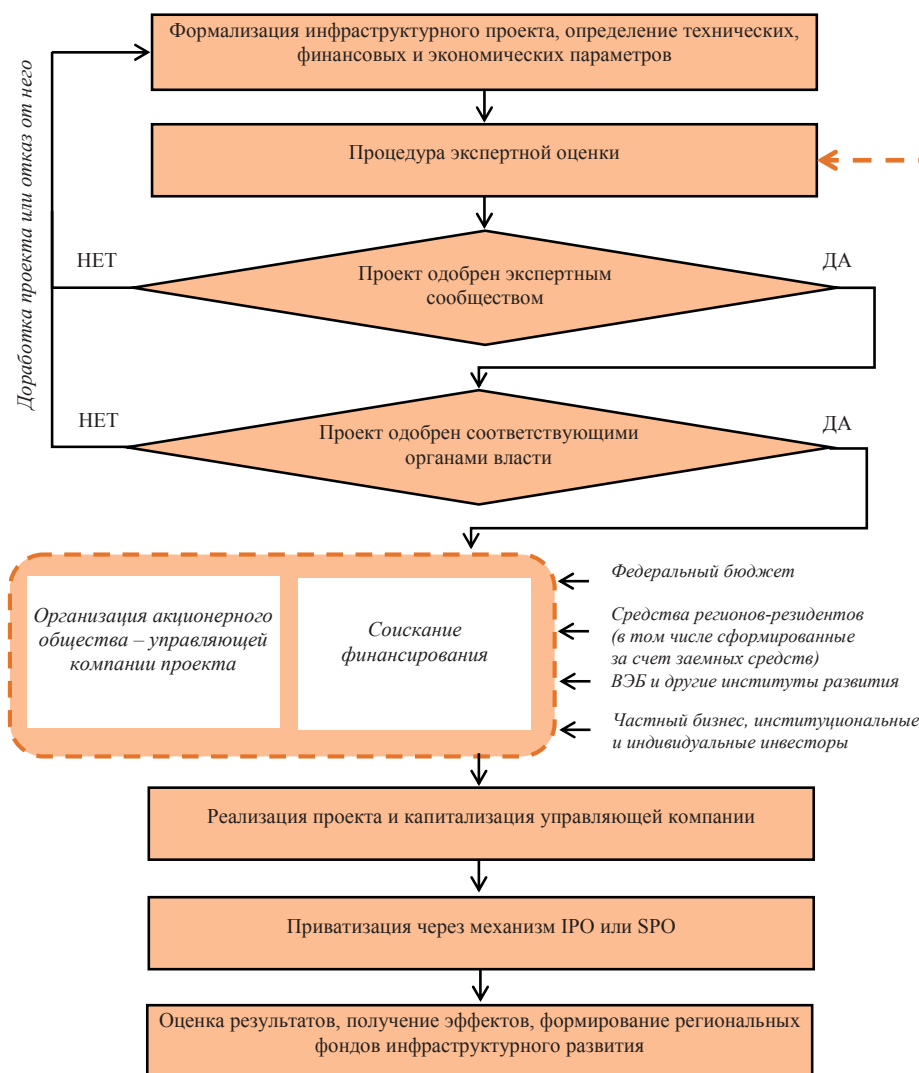 Формализация инфраструктурного проекта, определение технических,
финансовых и экономических параметров
Доработка проекта или отказ от него
Процедура экспертной оценки
НЕТ
Проект одобрен экспертным
сообществом
ДА
НЕТ
Проект одобрен соответствующими
органами власти
ДА
Организация акционерного
общества – управляющей
компании проекта
Соискание
финансирования
Федеральный бюджет
Средства регионов-резидентов
(в том числе сформированные
за счет заемных средств)
ВЭБ и другие институты развития
Частный бизнес, институциональные
и индивидуальные инвесторы
Реализация проекта и капитализация управляющей компании
Приватизация через механизм IPO или SPO
Оценка результатов, получение эффектов, формирование региональных
фондов инфраструктурного развития